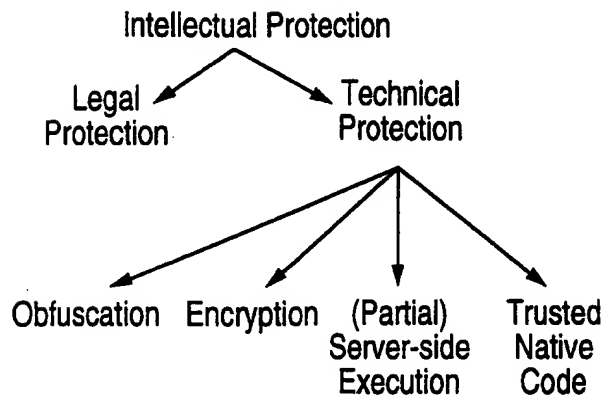 Intellectual Protection
Legal
Protection
Technical
Protection
Obfuscation
Encryption
(Partial)
Server-side
Execution
Trusted
Native
Code